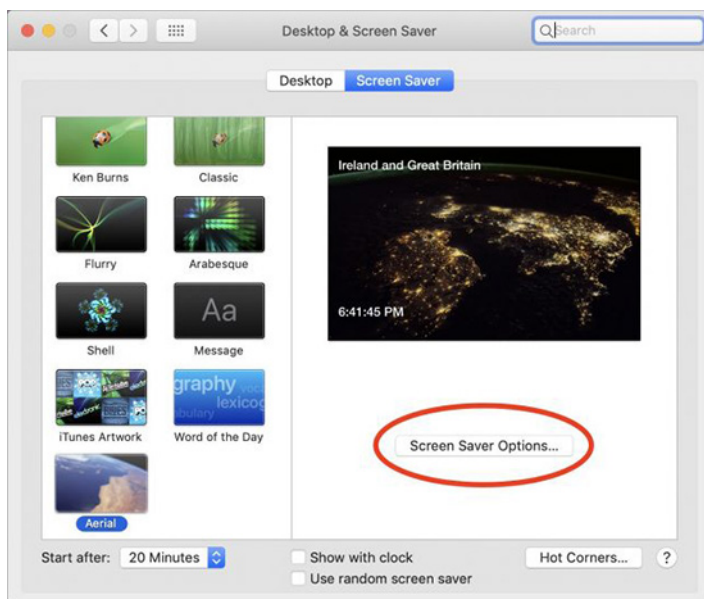 Desktop & Screen Saver
Search
Desktop
Screen Saver
Ken Burns
Classic
Flurry
Arabesque
Aa
Shell
Message
graphy
lexicog
iTunes Artwork
Word of the Day
Aerial
Ireland and Great Britain
6:41:45 PM
Screen Saver Options...
Start after:
20 Minutes
Show with clock
Use random screen saver
Hot Corners...
?